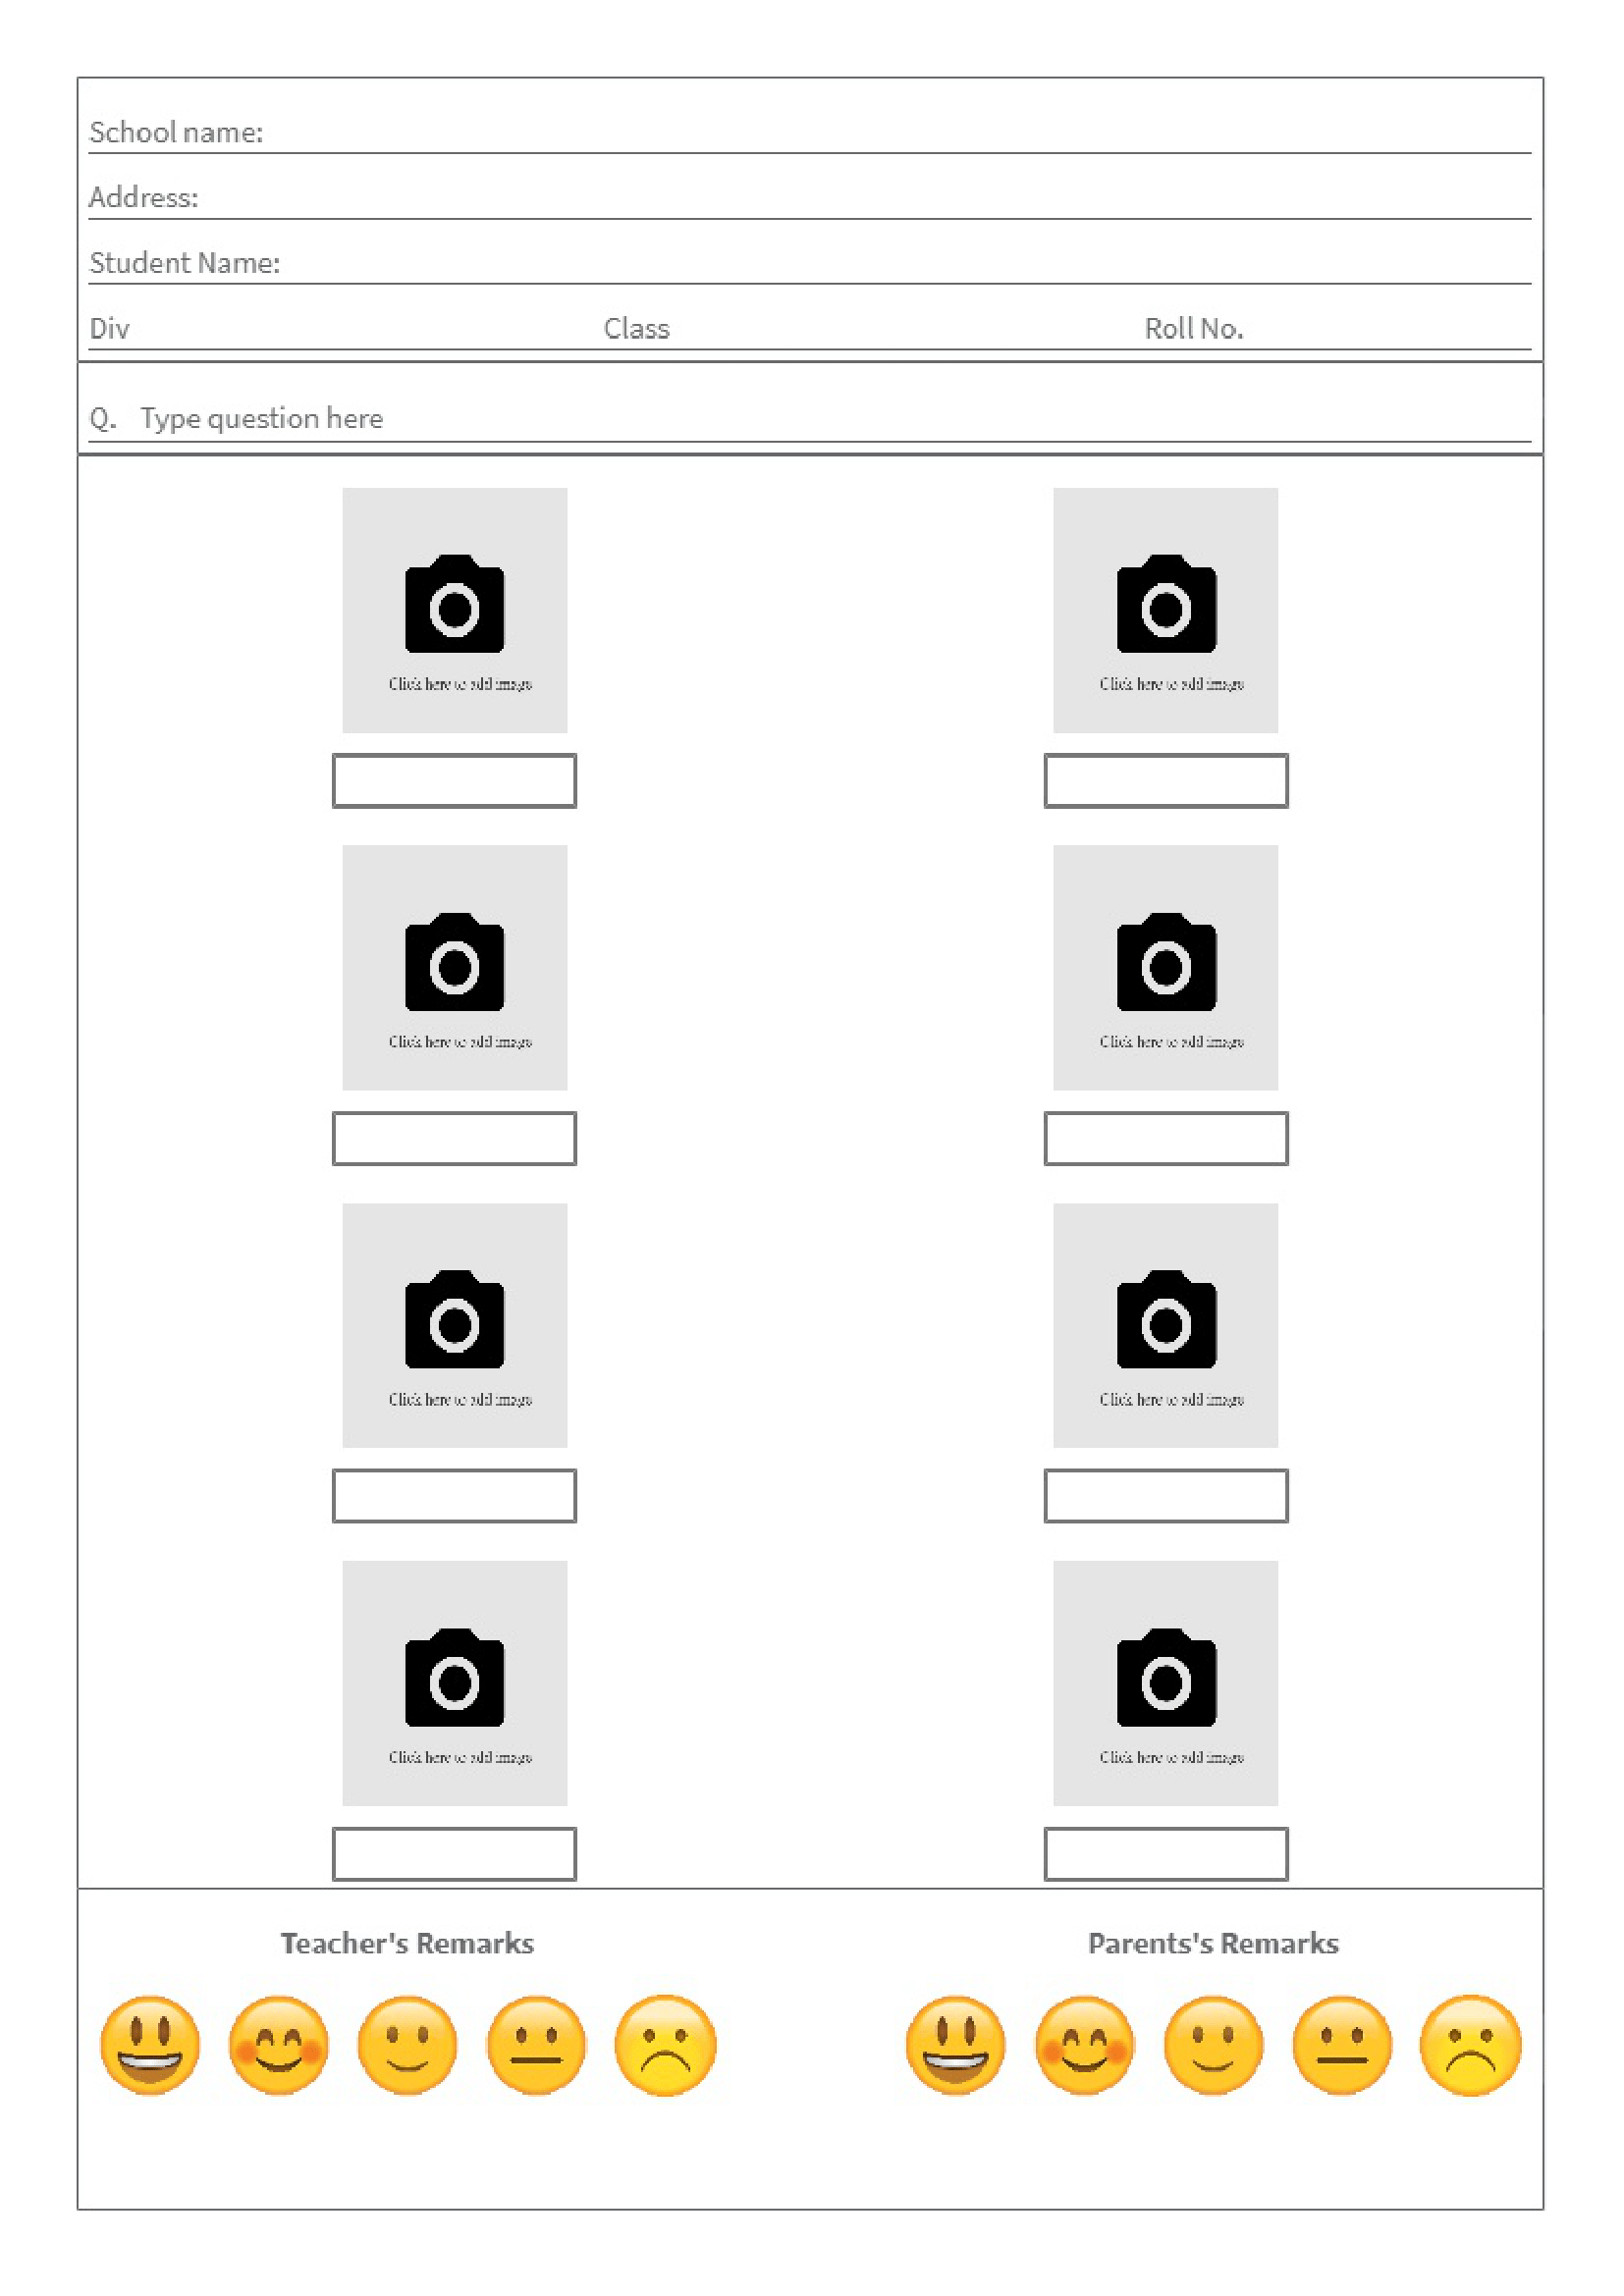 School name:
Address:
Student Name:
Div Class Roll No.
Q. Type question here
Click here to add image Click here to add image
Click here to add image Click here to add image
Click here to add image Click here to add image
Click here to add image Click here to add image
Teacher's Remarks Parents's Remarks